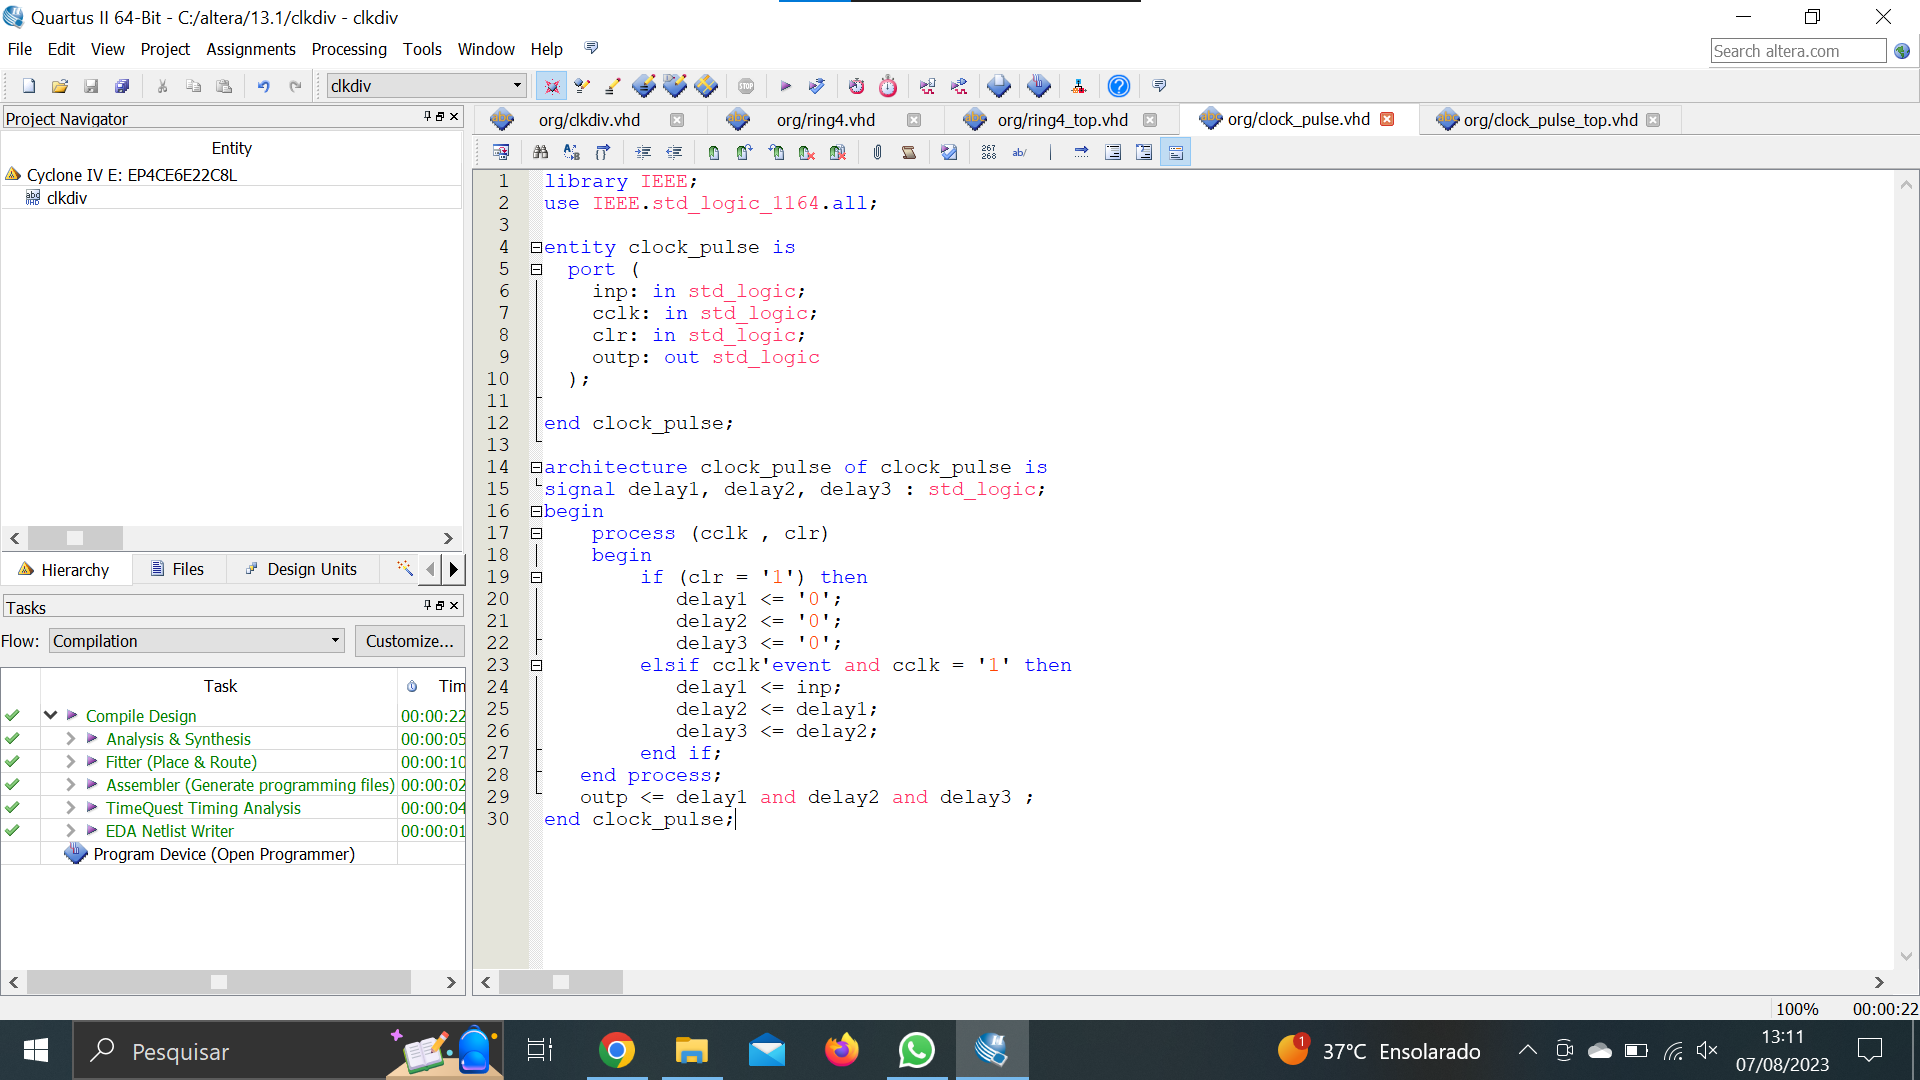 Quartus II 64-Bit - C:/altera/13.1/clkdiv - clkdiv
File Edit View Project Assignments Processing Tools Window Help
Search altera.com
clkdiv
STOP
Project Navigator
Entity
Cyclone IV E: EP4CE6E22C8L
clkdiv
Hierarchy Files Design Units
Tasks
Flow: Compilation Customize...
Task Tim
Compile Design 00:00:22
Analysis & Synthesis 00:00:05
Fitter (Place & Route) 00:00:10
Assembler (Generate programming files) 00:00:02
TimeQuest Timing Analysis 00:00:04
EDA Netlist Writer 00:00:01
Program Device (Open Programmer)
org/clkdiv.vhd org/ring4.vhd org/ring4_top.vhd org/clock_pulse.vhd org/clock_pulse_top.vhd
267
268
ab/
1 library IEEE;
2 use IEEE.std_logic_1164.all;
3
4 entity clock_pulse is
5 port (
6 inp: in std_logic;
7 cclk: in std_logic;
8 clr: in std_logic;
9 outp: out std_logic
10 );
11
12 end clock_pulse;
13
14 architecture clock_pulse of clock_pulse is
15 signal delay1, delay2, delay3 : std_logic;
16 begin
17 process (cclk , clr)
18 begin
19 if (clr = '1') then
20 delay1 <= '0';
21 delay2 <= '0';
22 delay3 <= '0';
23 elsif cclk'event and cclk = '1' then
24 delay1 <= inp;
25 delay2 <= delay1;
26 delay3 <= delay2;
27 end if;
28 end process;
29 outp <= delay1 and delay2 and delay3 ;
30 end clock_pulse;
100% 00:00:22
Pesquisar
1
37°C Ensolarado
13:11
07/08/2023